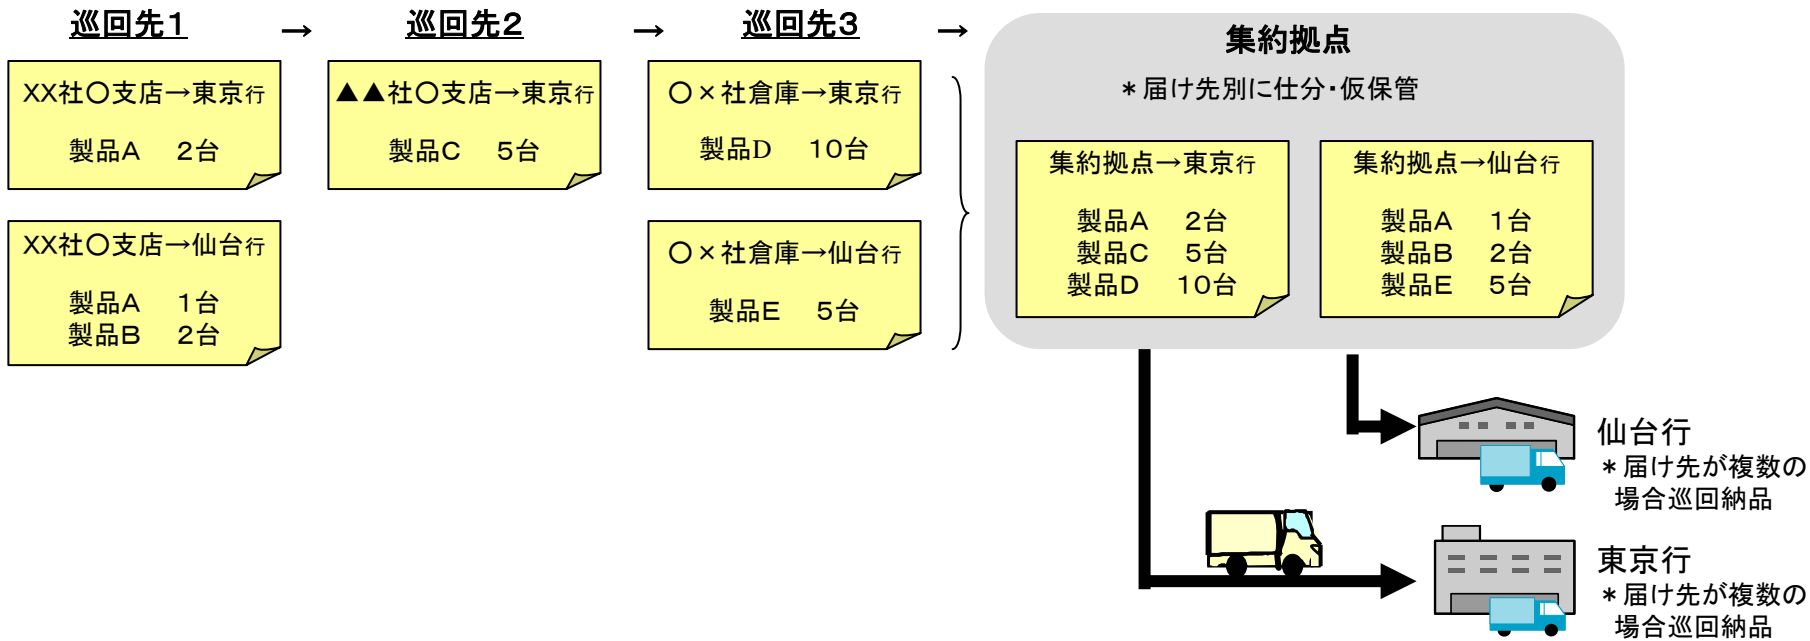 巡回先1 → 巡回先2 → 巡回先3 →
XX社〇支店→東京行
製品A 2台
XX社〇支店→仙台行
製品A 1台
製品B 2台
▲▲社〇支店→東京行
製品C 5台
〇×社倉庫→東京行
製品D 10台
〇×社倉庫→仙台行
製品E 5台
集約拠点
*届け先別に仕分・仮保管
集約拠点→東京行
製品A 2台
製品C 5台
製品D 10台
集約拠点→仙台行
製品A 1台
製品B 2台
製品E 5台
仙台行
*届け先が複数の
場合巡回納品
東京行
*届け先が複数の
場合巡回納品